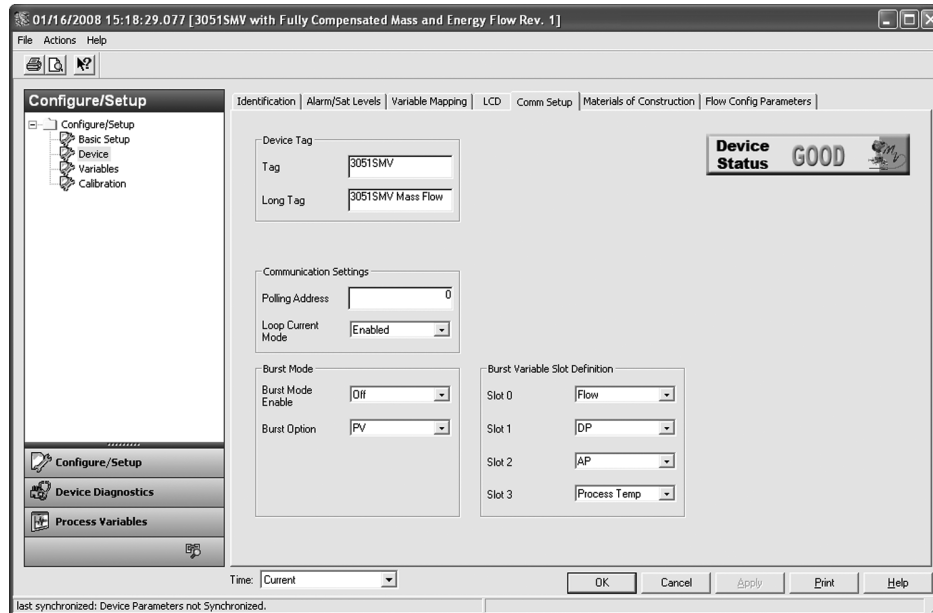 01/16/2008 15:18:29.077 [3051SMV with Fully Compensated Mass and Energy Flow Rev. 1]
File Actions Help
Configure/Setup
Configure/Setup
Basic Setup
Device
Variables
Calibration
Configure/Setup
Device Diagnostics
Process Variables
Identification Alarm/Sat Levels Variable Mapping LCD Comm Setup Materials of Construction Flow Config Parameters
Device Tag
Tag 3051SMV
Long Tag 3051SMV Mass Flow
Device Status GOOD
Communication Settings
Polling Address 0
Loop Current Mode Enabled
Burst Mode
Burst Mode Enable Off
Burst Option PV
Burst Variable Slot Definition
Slot 0 Flow
Slot 1 DP
Slot 2 AP
Slot 3 Process Temp
Time: Current
OK Cancel Apply Print Help
last synchronized: Device Parameters not Synchronized.